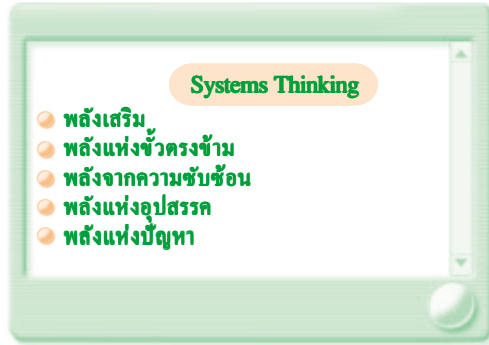 Systems Thinking
พลังเสริม
พลังแห่งขั้วตรงข้าม
พลังจากความซับซ้อน
พลังแห่งอุปสรรค
พลังแห่งปัญหา